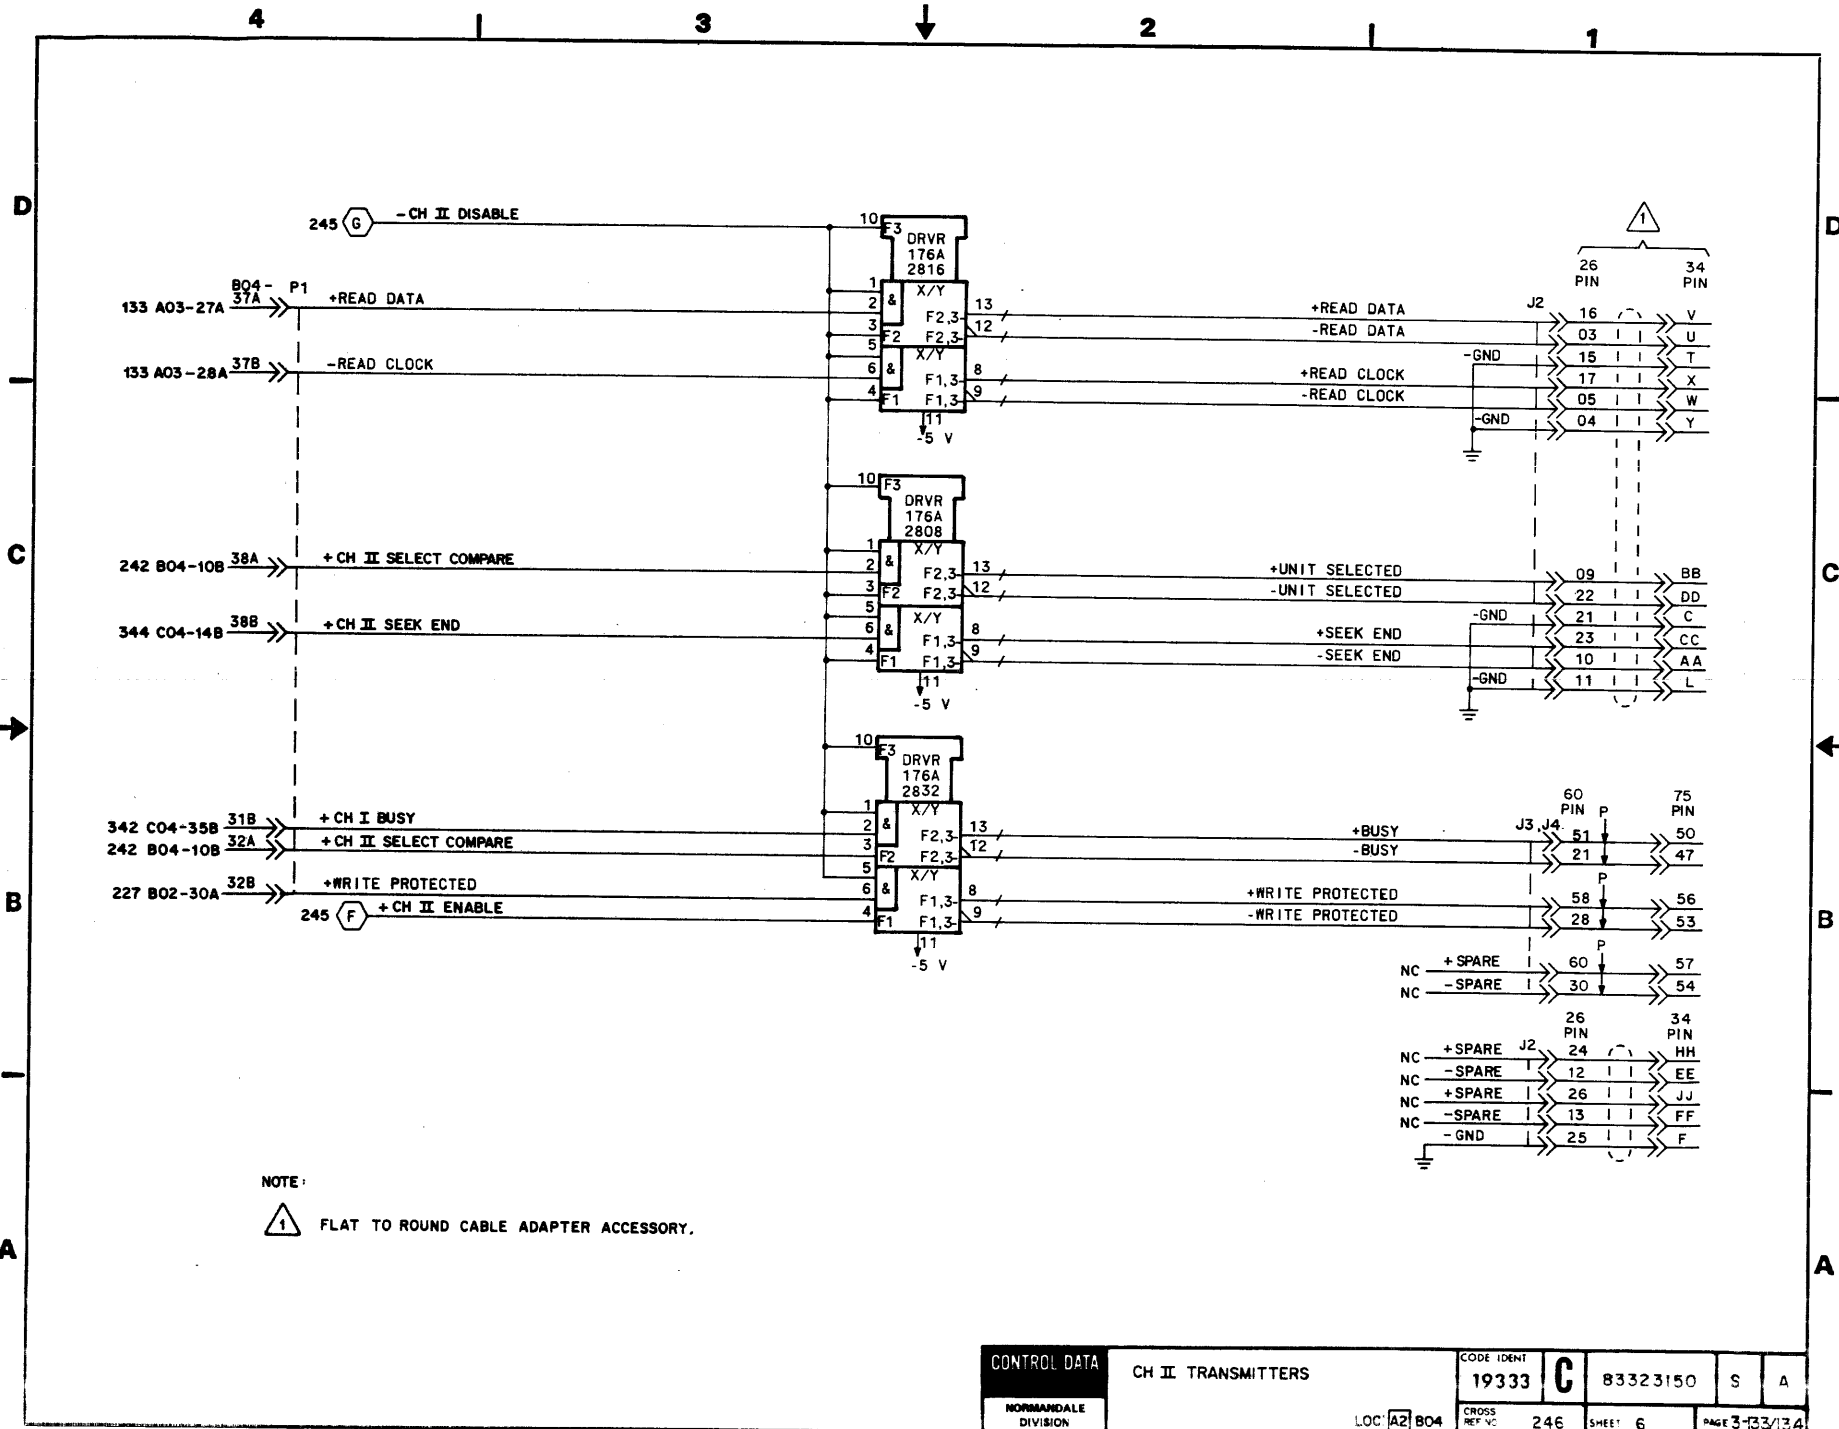 4 3 2 1
D D
245 G -CH II DISABLE
10 F3
DRVR
176A
2816
1
26 PIN 34 PIN
B04- P1
133 A03-27A 37A +READ DATA
1 2 & X/Y F2,3 13 +READ DATA J2 16 V
3 F2 F2,3 12 -READ DATA 03 U
-GND 15 T
133 A03-28A 37B -READ CLOCK
5 6 & X/Y F1,3 8 +READ CLOCK 17 X
4 F1 F1,3 9 -READ CLOCK 05 W
-GND 04 Y
11
-5 V
10 F3
DRVR
176A
2808
C C
242 B04-10B 38A +CH II SELECT COMPARE
1 2 & X/Y F2,3 13 +UNIT SELECTED 09 BB
3 F2 F2,3 12 -UNIT SELECTED 22 DD
-GND 21 C
344 C04-14B 38B +CH II SEEK END
5 6 & X/Y F1,3 8 +SEEK END 23 CC
4 F1 F1,3 9 -SEEK END 10 AA
-GND 11 L
11
-5 V
10 F3
DRVR
176A
2832
60 PIN P 75 PIN
342 C04-35B 31B +CH I BUSY
1 2 & X/Y F2,3 13 +BUSY J3,J4 51 50
242 B04-10B 32A +CH II SELECT COMPARE
3 F2 F2,3 12 -BUSY 21 47
B B
227 B02-30A 32B +WRITE PROTECTED
5 6 & X/Y F1,3 8 +WRITE PROTECTED P 58 56
245 F +CH II ENABLE
4 F1 F1,3 9 -WRITE PROTECTED 28 53
11
-5 V
P
NC +SPARE 60 57
NC -SPARE 30 54
26 PIN 34 PIN
NC +SPARE J2 24 HH
NC -SPARE 12 EE
NC +SPARE 26 JJ
NC -SPARE 13 FF
-GND 25 F
NOTE:
1 FLAT TO ROUND CABLE ADAPTER ACCESSORY.
A A
CONTROL DATA
NORMANDALE
DIVISION
CH II TRANSMITTERS
LOC A2 B04
CODE IDENT
19333 C 83323150 S A
CROSS
REF NO 246 SHEET 6 PAGE 3-133/134